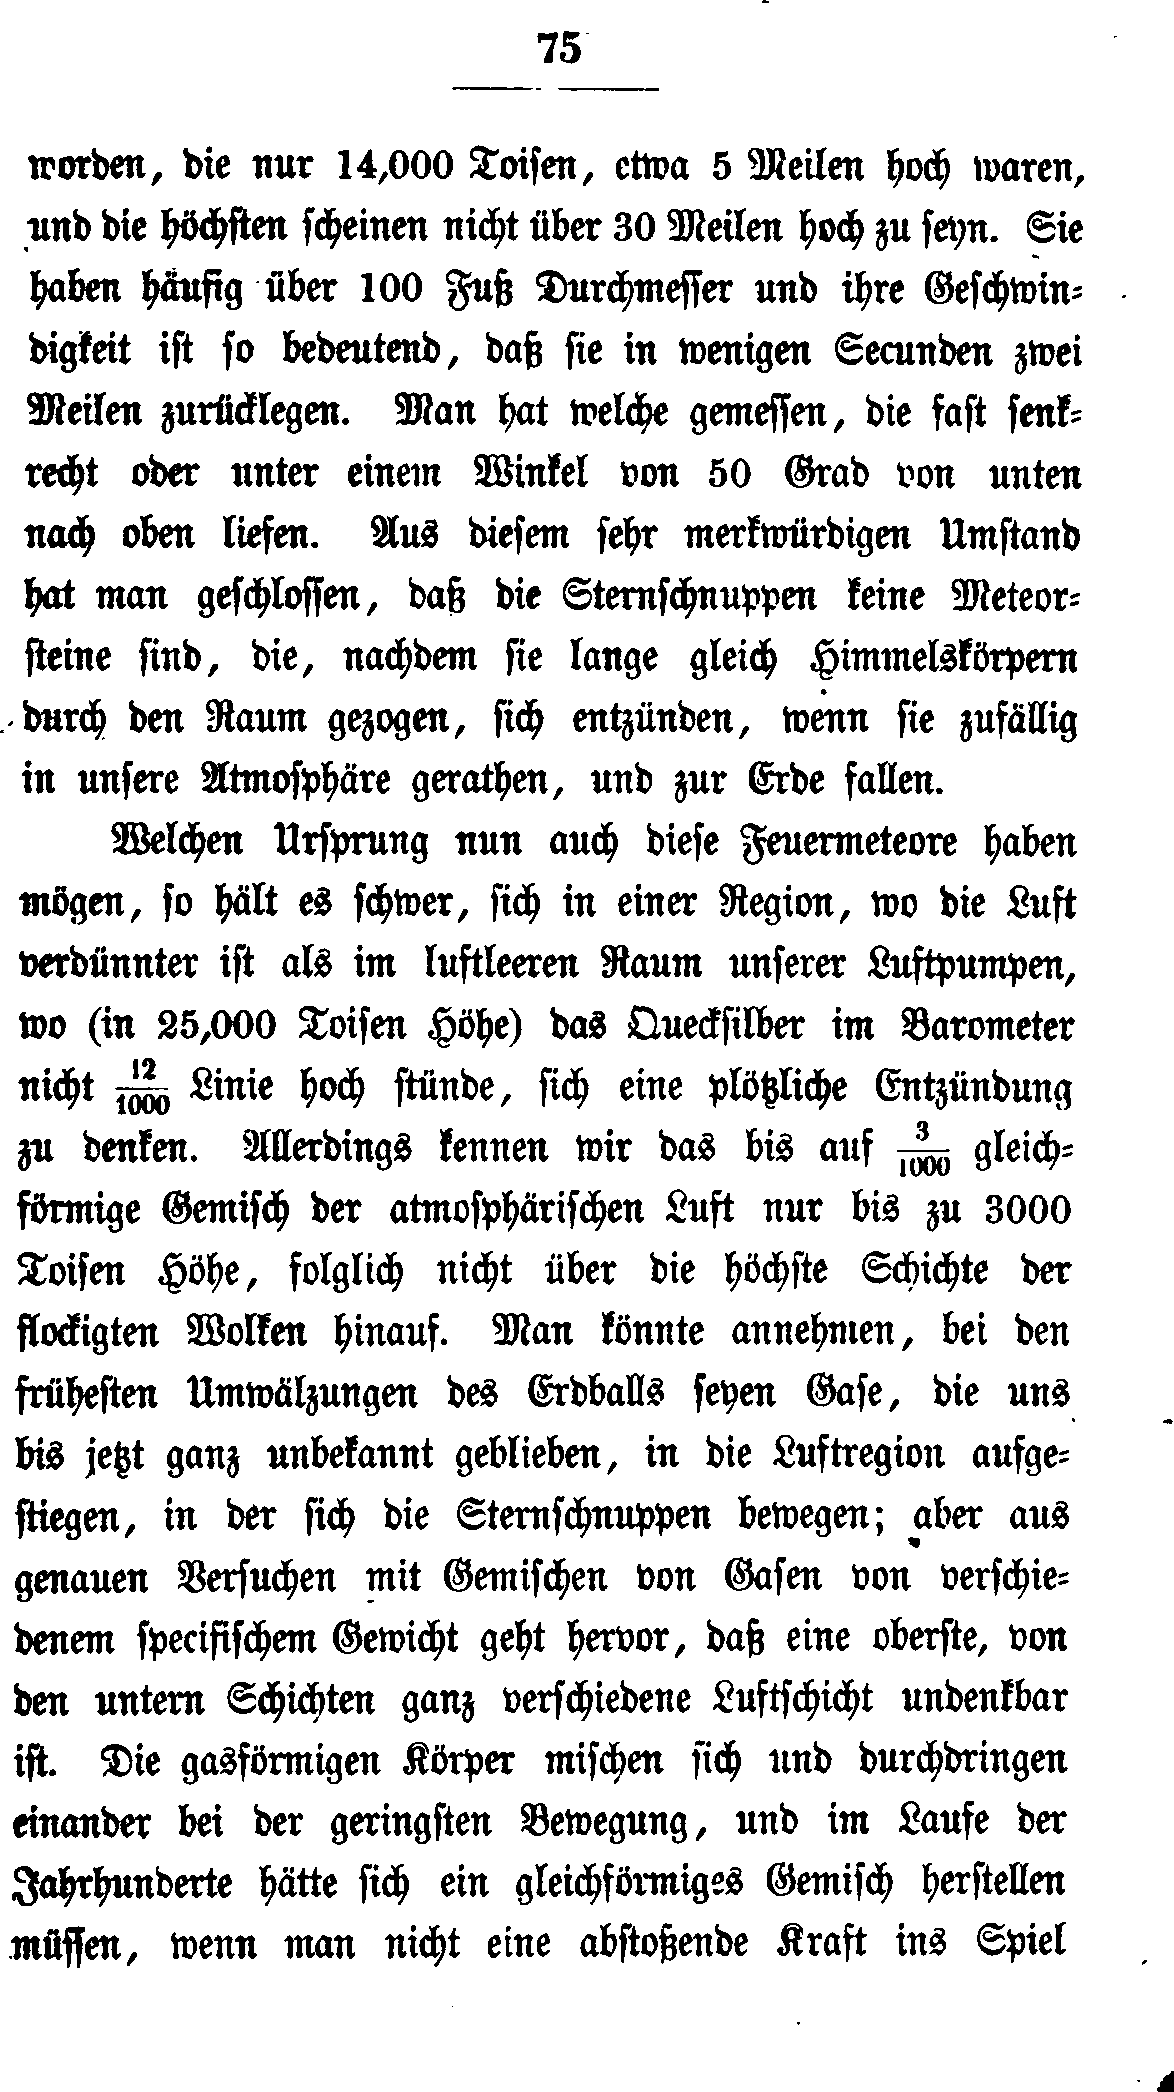 75
worden, die nur 14,000 Toisen, etwa 5 Meilen hoch waren,
und die höchsten scheinen nicht über 30 Meilen hoch zu seyn. Sie
haben häufig über 100 Fuß Durchmesser und ihre Geschwin-
digkeit ist so bedeutend, daß sie in wenigen Secunden zwei
Meilen zurücklegen. Man hat welche gemessen, die fast senk-
recht oder unter einem Winkel von 50 Grad von unten
nach oben liefen. Aus diesem sehr merkwürdigen Umstand
hat man geschlossen, daß die Sternschnuppen keine Meteor-
steine sind, die, nachdem sie lange gleich Himmelskörpern
durch den Raum gezogen, sich entzünden, wenn sie zufällig
in unsere Atmosphäre gerathen, und zur Erde fallen.
Welchen Ursprung nun auch diese Feuermeteore haben
mögen, so hält es schwer, sich in einer Region, wo die Luft
verdünnter ist als im luftleeren Raum unserer Luftpumpen,
wo (in 25,000 Toisen Höhe) das Quecksilber im Barometer
nicht 12/1000 Linie hoch stünde, sich eine plötzliche Entzündung
zu denken. Allerdings kennen wir das bis auf 3/1000 gleich-
förmige Gemisch der atmosphärischen Luft nur bis zu 3000
Toisen Höhe, folglich nicht über die höchste Schichte der
flockigten Wolken hinauf. Man könnte annehmen, bei den
frühesten Umwälzungen des Erdballs seyen Gase, die uns
bis jetzt ganz unbekannt geblieben, in die Luftregion aufge-
stiegen, in der sich die Sternschnuppen bewegen; aber aus
genauen Versuchen mit Gemischen von Gasen von verschie-
denem specifischem Gewicht geht hervor, daß eine oberste, von
den untern Schichten ganz verschiedene Luftschicht undenkbar
ist. Die gasförmigen Körper mischen sich und durchdringen
einander bei der geringsten Bewegung, und im Laufe der
Jahrhunderte hätte sich ein gleichförmiges Gemisch herstellen
müssen, wenn man nicht eine abstoßende Kraft ins Spiel